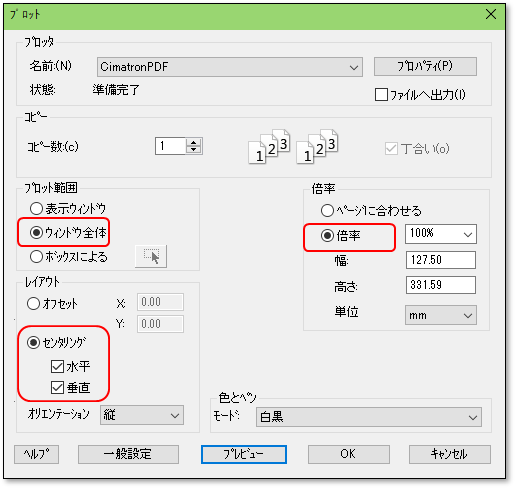 ﾌﾟﾛｯﾄ
ﾌﾟﾛｯﾀ
名前:(N) CimatronPDF ﾌﾟﾛﾊﾟﾃｨ(P)
状態: 準備完了 ﾌｧｲﾙへ出力(I)
ｺﾋﾟｰ
ｺﾋﾟｰ数:(c) 1 1 2 3 1 2 3 丁合い(o)
ﾌﾟﾛｯﾄ範囲
表示ｳｨﾝﾄﾞｳ
ｳｨﾝﾄﾞｳ全体
ﾎﾞｯｸｽによる
倍率
ﾍﾟｰｼﾞに合わせる
倍率 100%
幅: 127.50
高さ: 331.59
単位 mm
ﾚｲｱｳﾄ
ｵﾌｾｯﾄ X: 0.00
Y: 0.00
ｾﾝﾀﾘﾝｸﾞ
水平
垂直
ｵﾘｴﾝﾃｰｼｮﾝ 縦
色とﾍﾟﾝ
ﾓｰﾄﾞ: 白黒
ﾍﾙﾌﾟ 一般設定 ﾌﾟﾚﾋﾞｭｰ OK ｷｬﾝｾﾙ